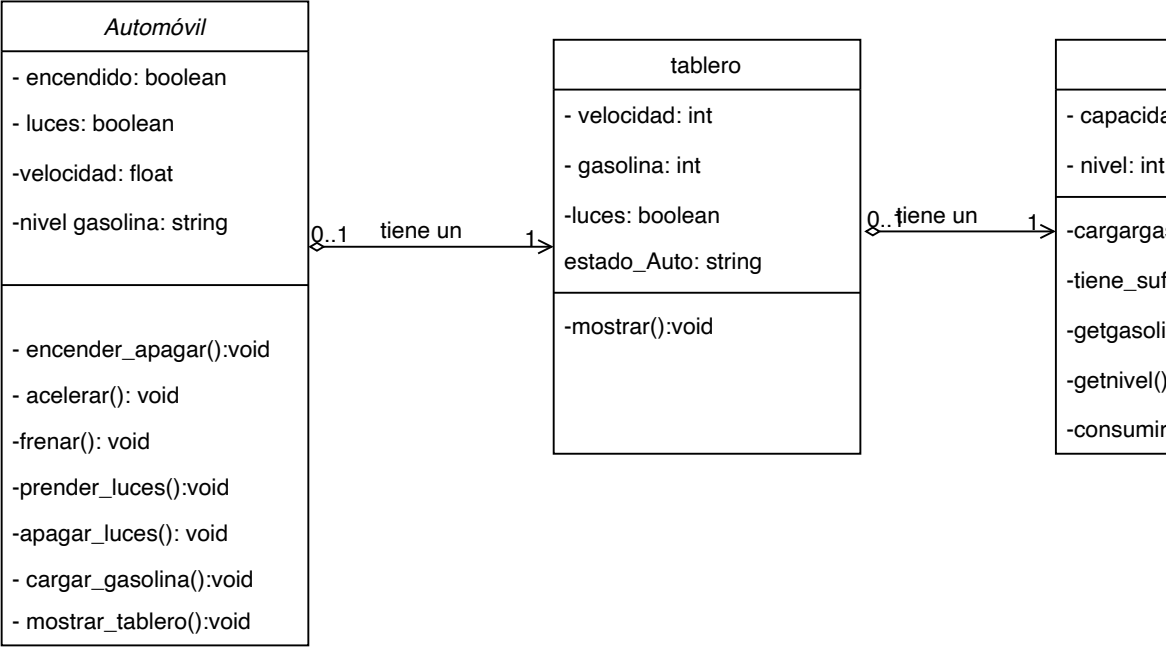 Automóvil
- encendido: boolean
- luces: boolean
-velocidad: float
-nivel gasolina: string
- encender_apagar():void
- acelerar(): void
-frenar(): void
-prender_luces():void
-apagar_luces(): void
- cargar_gasolina():void
- mostrar_tablero():void
0..1 tiene un 1
tablero
- velocidad: int
- gasolina: int
-luces: boolean
estado_Auto: string
-mostrar():void
0..1 tiene un 1
- nivel: int
-getnivel()